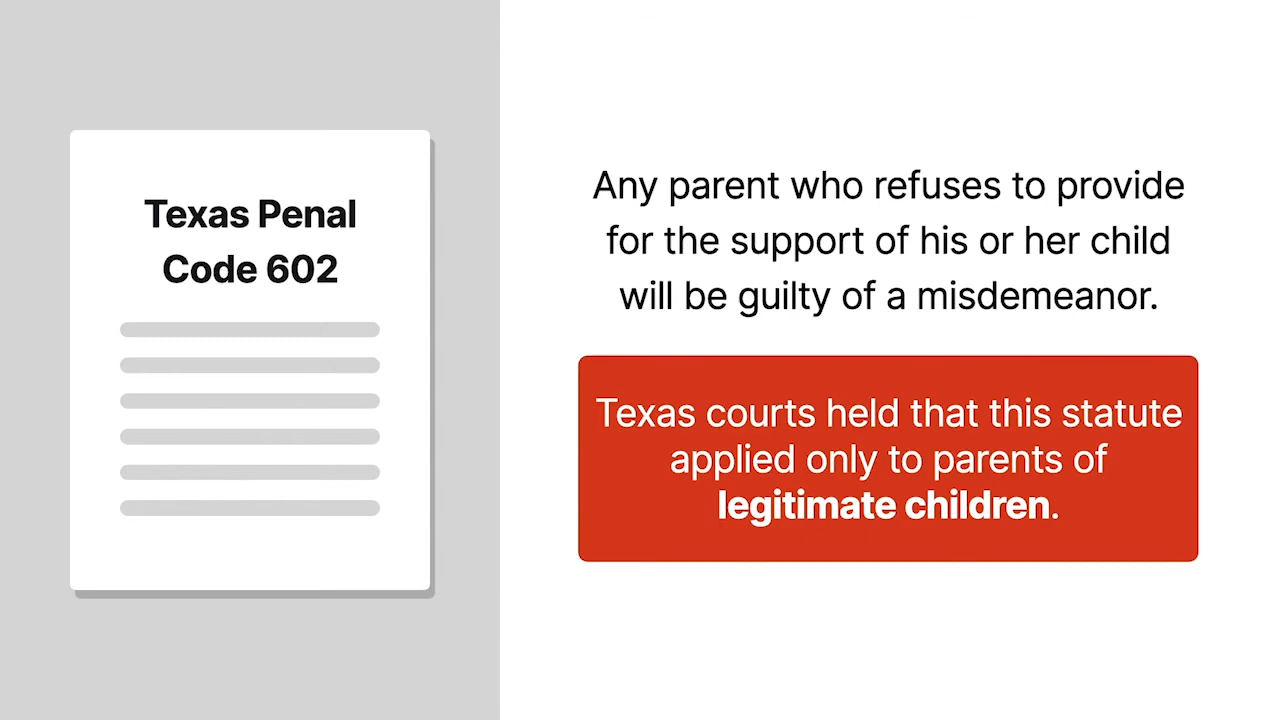 Texas Penal
Code 602
Any parent who refuses to provide
for the support of his or her child
will be guilty of a misdemeanor.
Texas courts held that this statute
applied only to parents of
legitimate children.